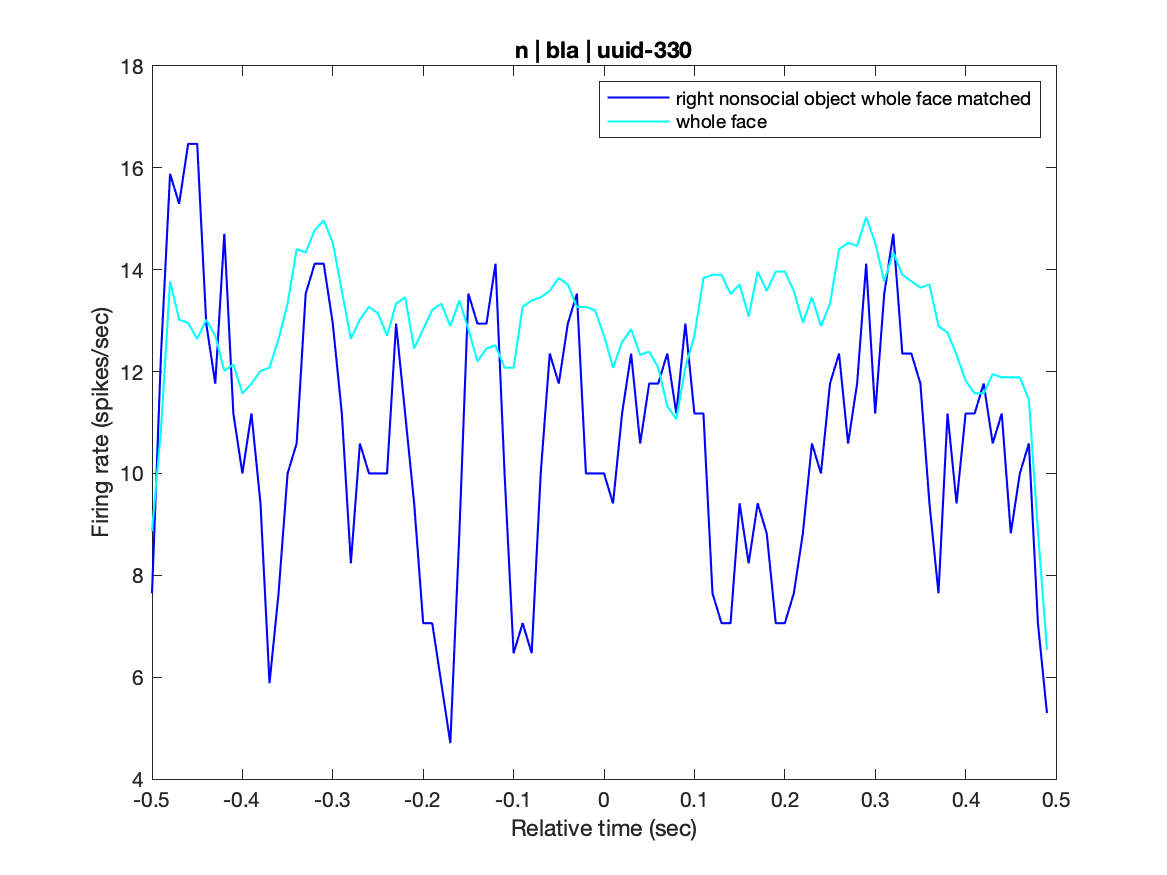 n | bla | uuid-330
right nonsocial object whole face matched
whole face
Firing rate (spikes/sec)
18
16
14
12
10
8
6
4
-0.5 -0.4 -0.3 -0.2 -0.1 0 0.1 0.2 0.3 0.4 0.5
Relative time (sec)